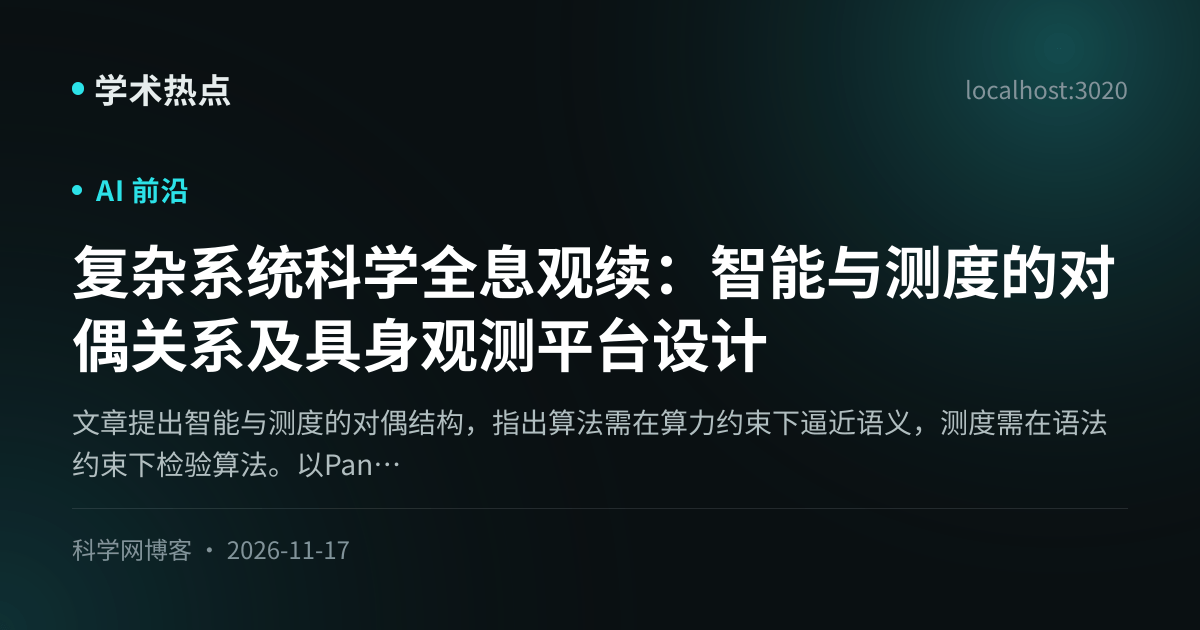 学术热点
localhost:3020
AI 前沿
复杂系统科学全息观续：智能与测度的对
偶关系及具身观测平台设计
文章提出智能与测度的对偶结构，指出算法需在算力约束下逼近语义，测度需在语法
约束下检验算法。以Pan…
科学网博客 • 2026-11-17